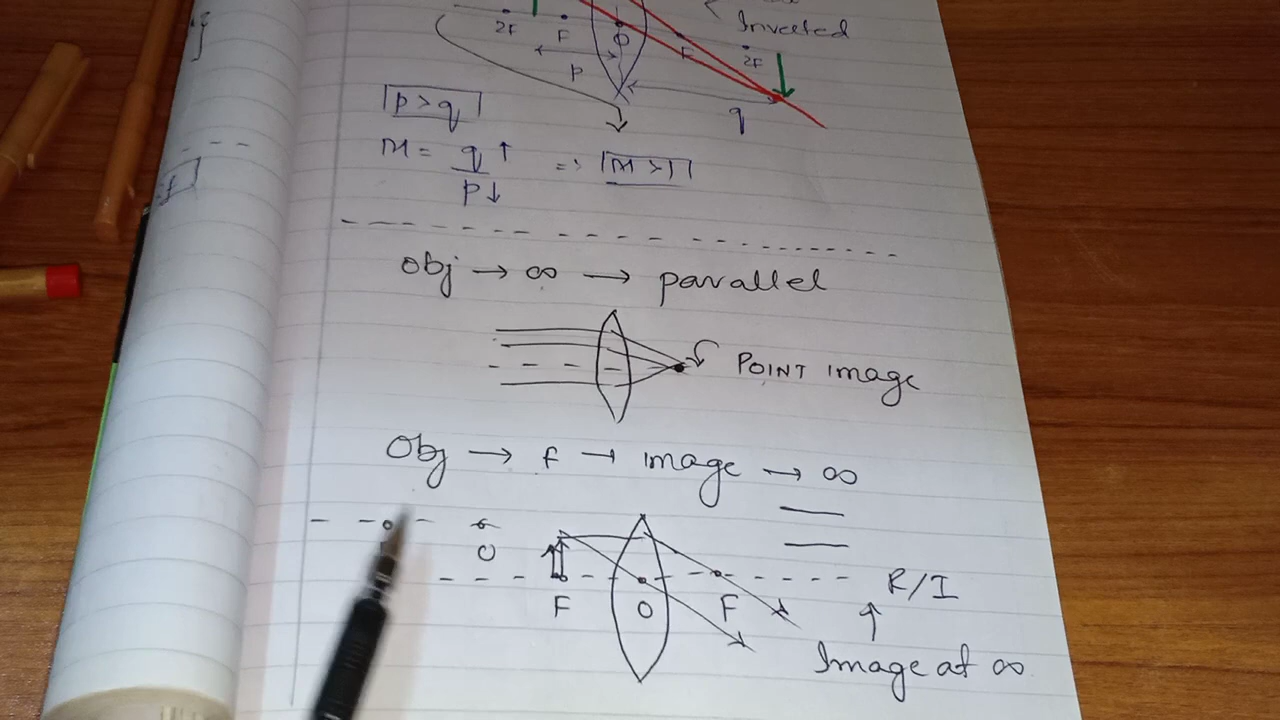 Inverted
2F F O F 2F
p
q
p > q
M = q ↑ => M > 1
p ↓
Obj → ∞ → parallel
POINT image
Obj → f → image → ∞
O
R/I
F O F
Image at ∞